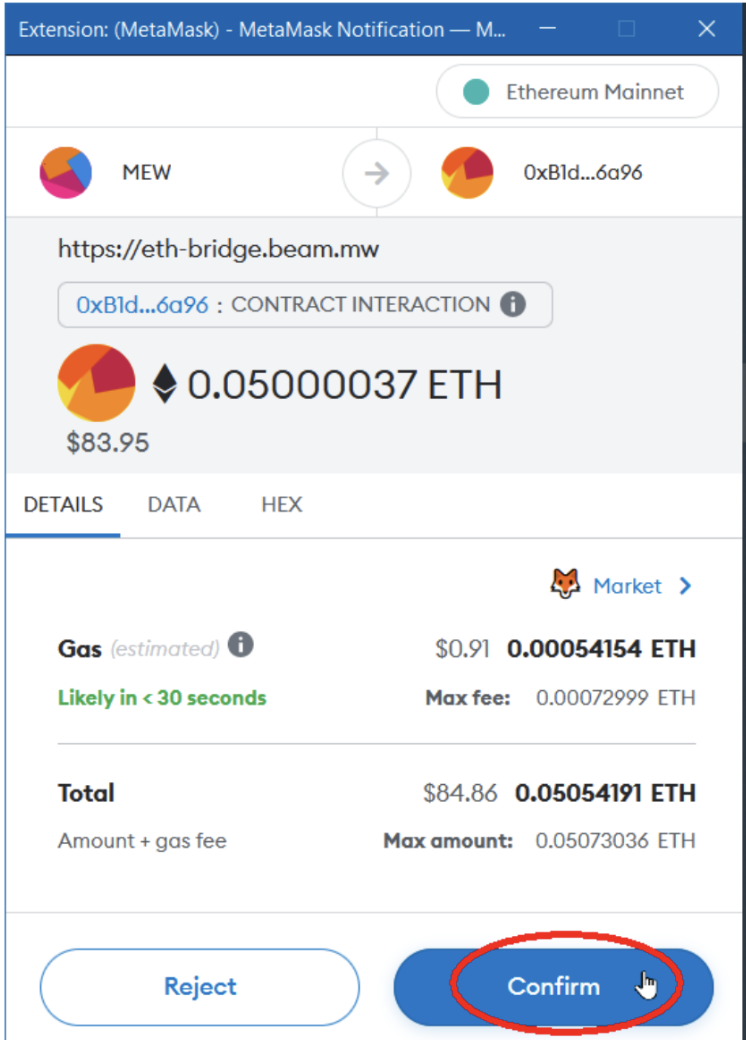 Extension: (MetaMask) - MetaMask Notification — M...
Ethereum Mainnet
MEW
0xB1d...6a96
https://eth-bridge.beam.mw
0xB1d...6a96 : CONTRACT INTERACTION
0.05000037 ETH
$83.95
DETAILS DATA HEX
Market
Gas (estimated) $0.91 0.00054154 ETH
Likely in < 30 seconds Max fee: 0.00072999 ETH
Total $84.86 0.05054191 ETH
Amount + gas fee Max amount: 0.05073036 ETH
Reject Confirm